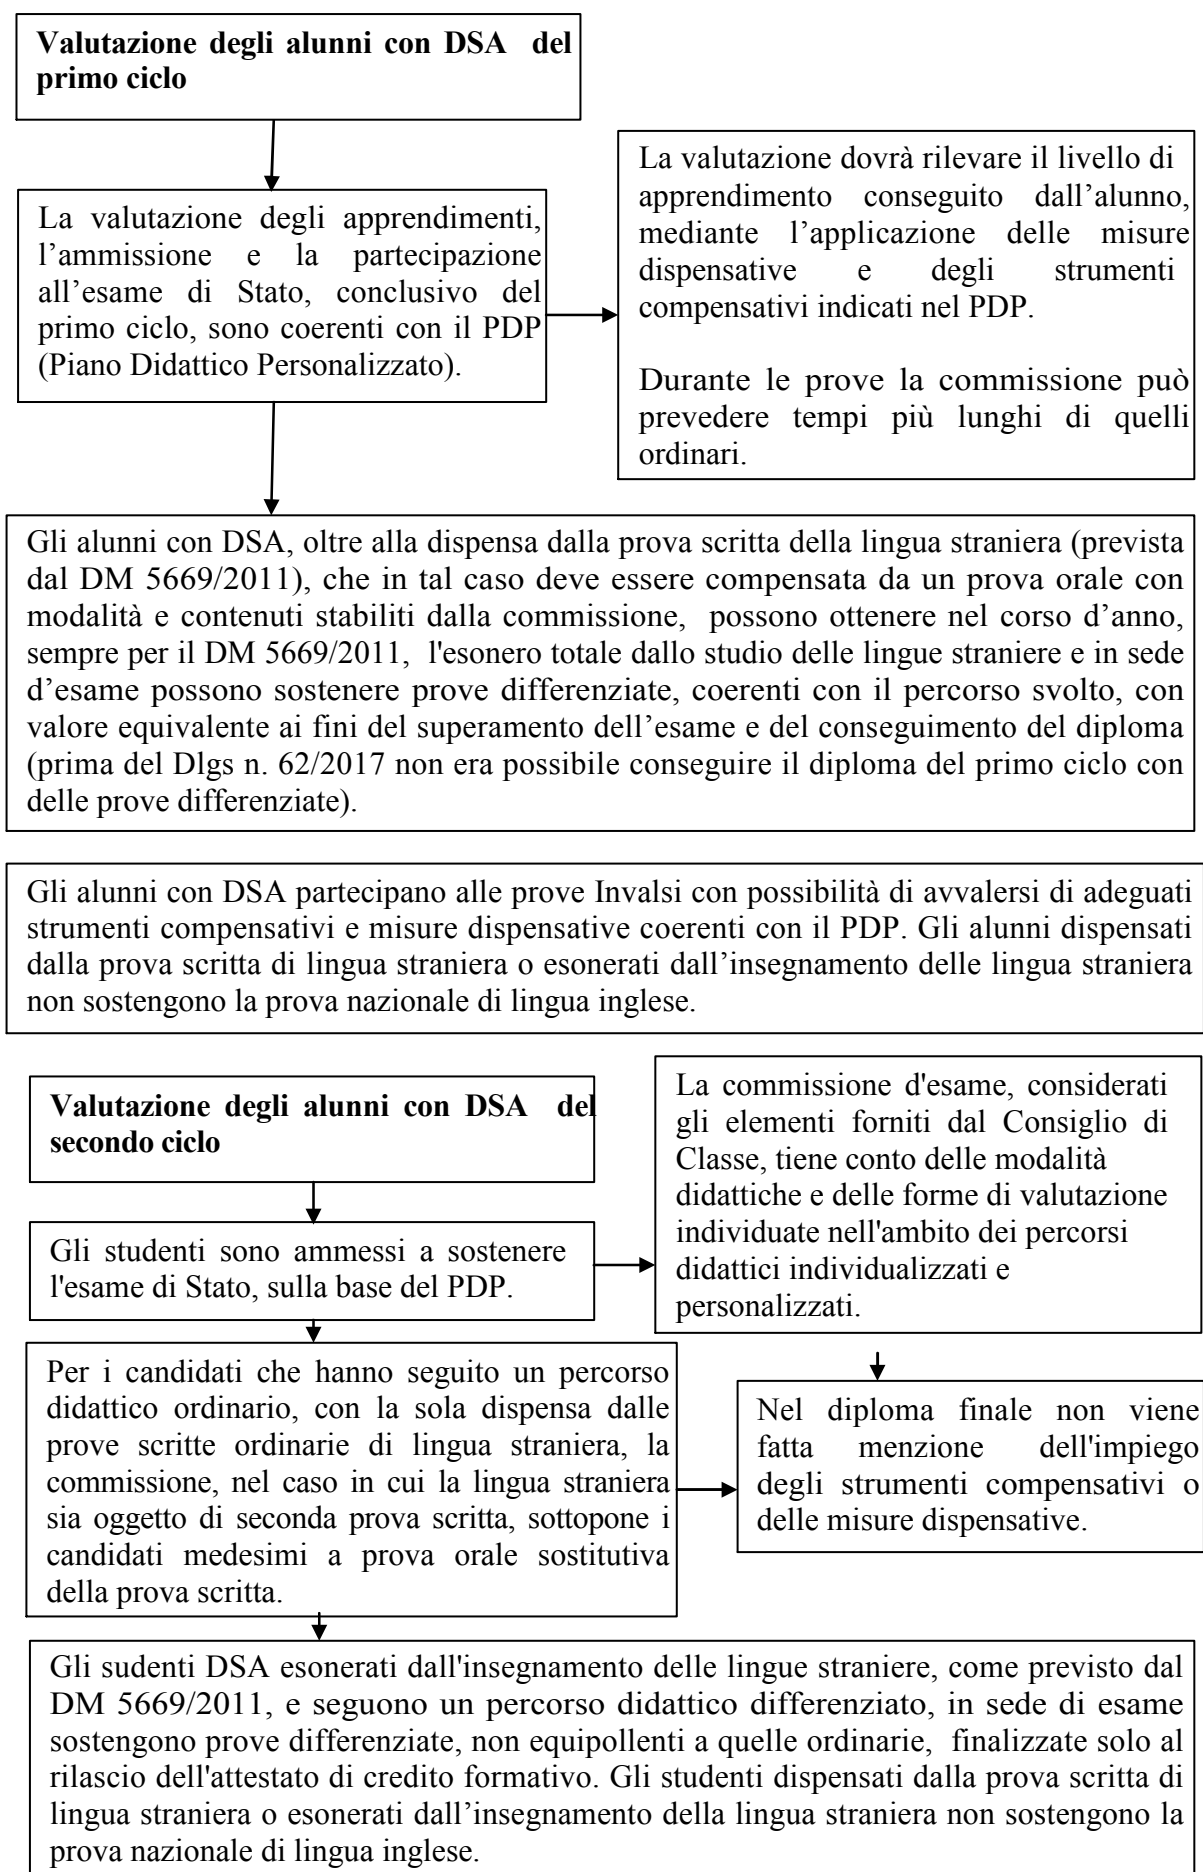 Valutazione degli alunni con DSA del
primo ciclo
La valutazione degli apprendimenti,
l’ammissione e la partecipazione
all’esame di Stato, conclusivo del
primo ciclo, sono coerenti con il PDP
(Piano Didattico Personalizzato).
La valutazione dovrà rilevare il livello di
apprendimento conseguito dall’alunno,
mediante l’applicazione delle misure
dispensative e degli strumenti
compensativi indicati nel PDP.
Durante le prove la commissione può
prevedere tempi più lunghi di quelli
ordinari.
Gli alunni con DSA, oltre alla dispensa dalla prova scritta della lingua straniera (prevista
dal DM 5669/2011), che in tal caso deve essere compensata da un prova orale con
modalità e contenuti stabiliti dalla commissione, possono ottenere nel corso d’anno,
sempre per il DM 5669/2011, l'esonero totale dallo studio delle lingue straniere e in sede
d’esame possono sostenere prove differenziate, coerenti con il percorso svolto, con
valore equivalente ai fini del superamento dell’esame e del conseguimento del diploma
(prima del Dlgs n. 62/2017 non era possibile conseguire il diploma del primo ciclo con
delle prove differenziate).
Gli alunni con DSA partecipano alle prove Invalsi con possibilità di avvalersi di adeguati
strumenti compensativi e misure dispensative coerenti con il PDP. Gli alunni dispensati
dalla prova scritta di lingua straniera o esonerati dall’insegnamento delle lingua straniera
non sostengono la prova nazionale di lingua inglese.
Valutazione degli alunni con DSA del
secondo ciclo
La commissione d'esame, considerati
gli elementi forniti dal Consiglio di
Classe, tiene conto delle modalità
didattiche e delle forme di valutazione
individuate nell'ambito dei percorsi
didattici individualizzati e
personalizzati.
Gli studenti sono ammessi a sostenere
l'esame di Stato, sulla base del PDP.
Per i candidati che hanno seguito un percorso
didattico ordinario, con la sola dispensa dalle
prove scritte ordinarie di lingua straniera, la
commissione, nel caso in cui la lingua straniera
sia oggetto di seconda prova scritta, sottopone i
candidati medesimi a prova orale sostitutiva
della prova scritta.
Nel diploma finale non viene
fatta menzione dell'impiego
degli strumenti compensativi o
delle misure dispensative.
Gli sudenti DSA esonerati dall'insegnamento delle lingue straniere, come previsto dal
DM 5669/2011, e seguono un percorso didattico differenziato, in sede di esame
sostengono prove differenziate, non equipollenti a quelle ordinarie, finalizzate solo al
rilascio dell'attestato di credito formativo. Gli studenti dispensati dalla prova scritta di
lingua straniera o esonerati dall’insegnamento della lingua straniera non sostengono la
prova nazionale di lingua inglese.